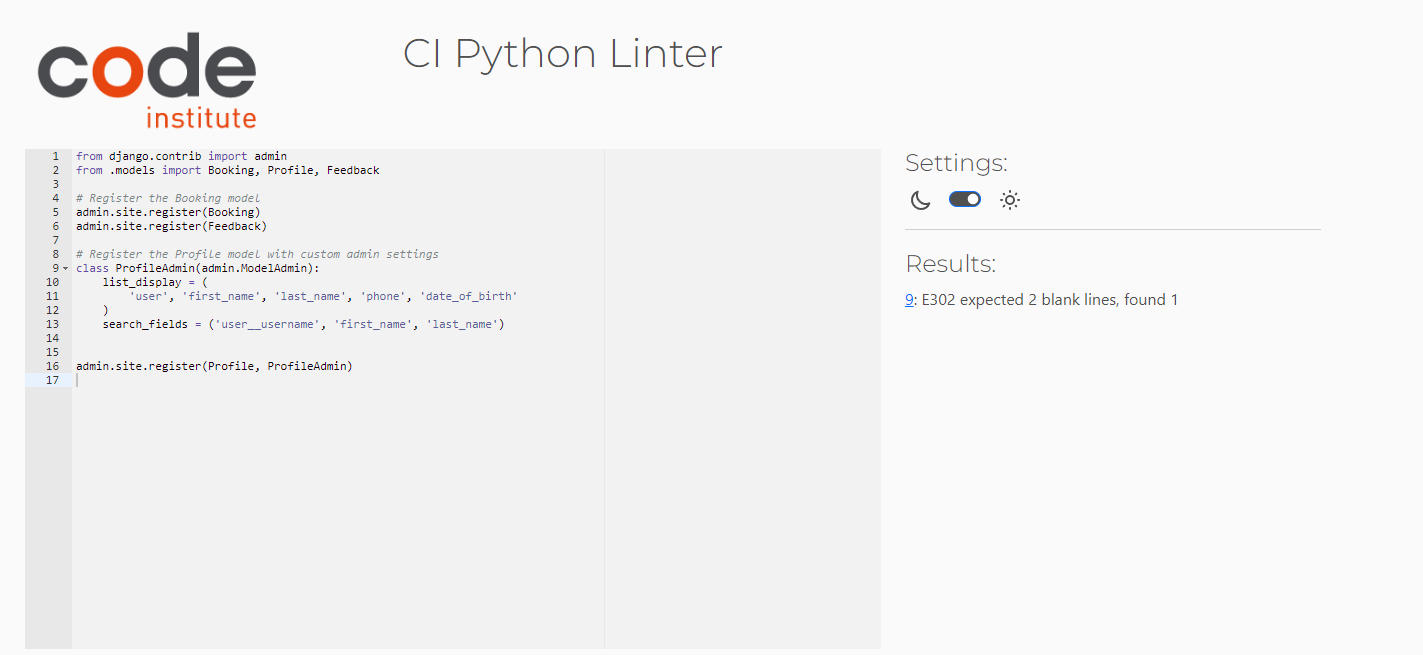 code
institute
CI Python Linter
1 from django.contrib import admin
2 from .models import Booking, Profile, Feedback
3
4 # Register the Booking model
5 admin.site.register(Booking)
6 admin.site.register(Feedback)
7
8 # Register the Profile model with custom admin settings
9 class ProfileAdmin(admin.ModelAdmin):
10     list_display = (
11         'user', 'first_name', 'last_name', 'phone', 'date_of_birth'
12     )
13     search_fields = ('user__username', 'first_name', 'last_name')
14
15
16 admin.site.register(Profile, ProfileAdmin)
17
Settings:
Results:
9: E302 expected 2 blank lines, found 1